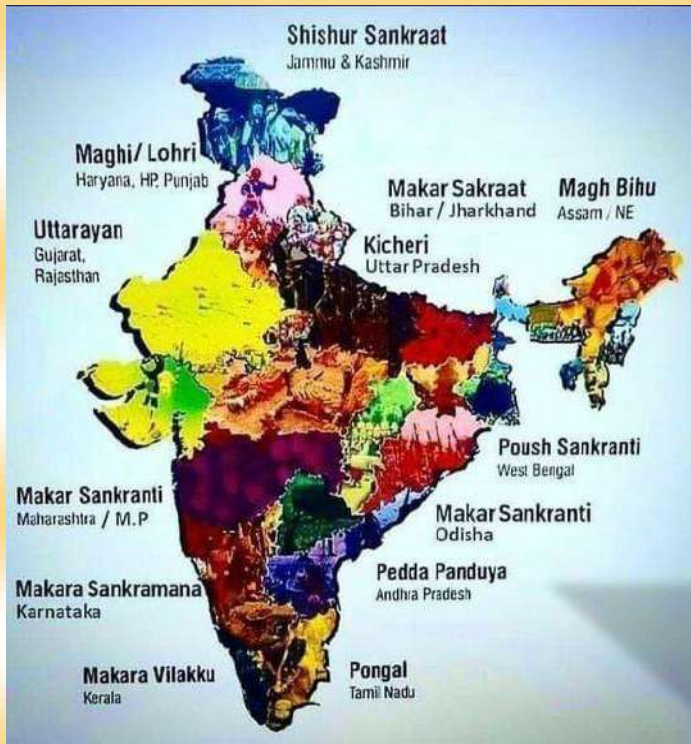 Shishur Sankraat
Jammu & Kashmir
Maghi/ Lohri
Haryana, HP, Punjab
Makar Sakraat
Bihar / Jharkhand
Magh Bihu
Assam / NE
Uttarayan
Gujarat,
Rajasthan
Kicheri
Uttar Pradesh
Poush Sankranti
West Bengal
Makar Sankranti
Maharashtra / M.P
Makar Sankranti
Odisha
Pedda Panduya
Andhra Pradesh
Makara Sankramana
Karnataka
Makara Vilakku
Kerala
Pongal
Tamil Nadu